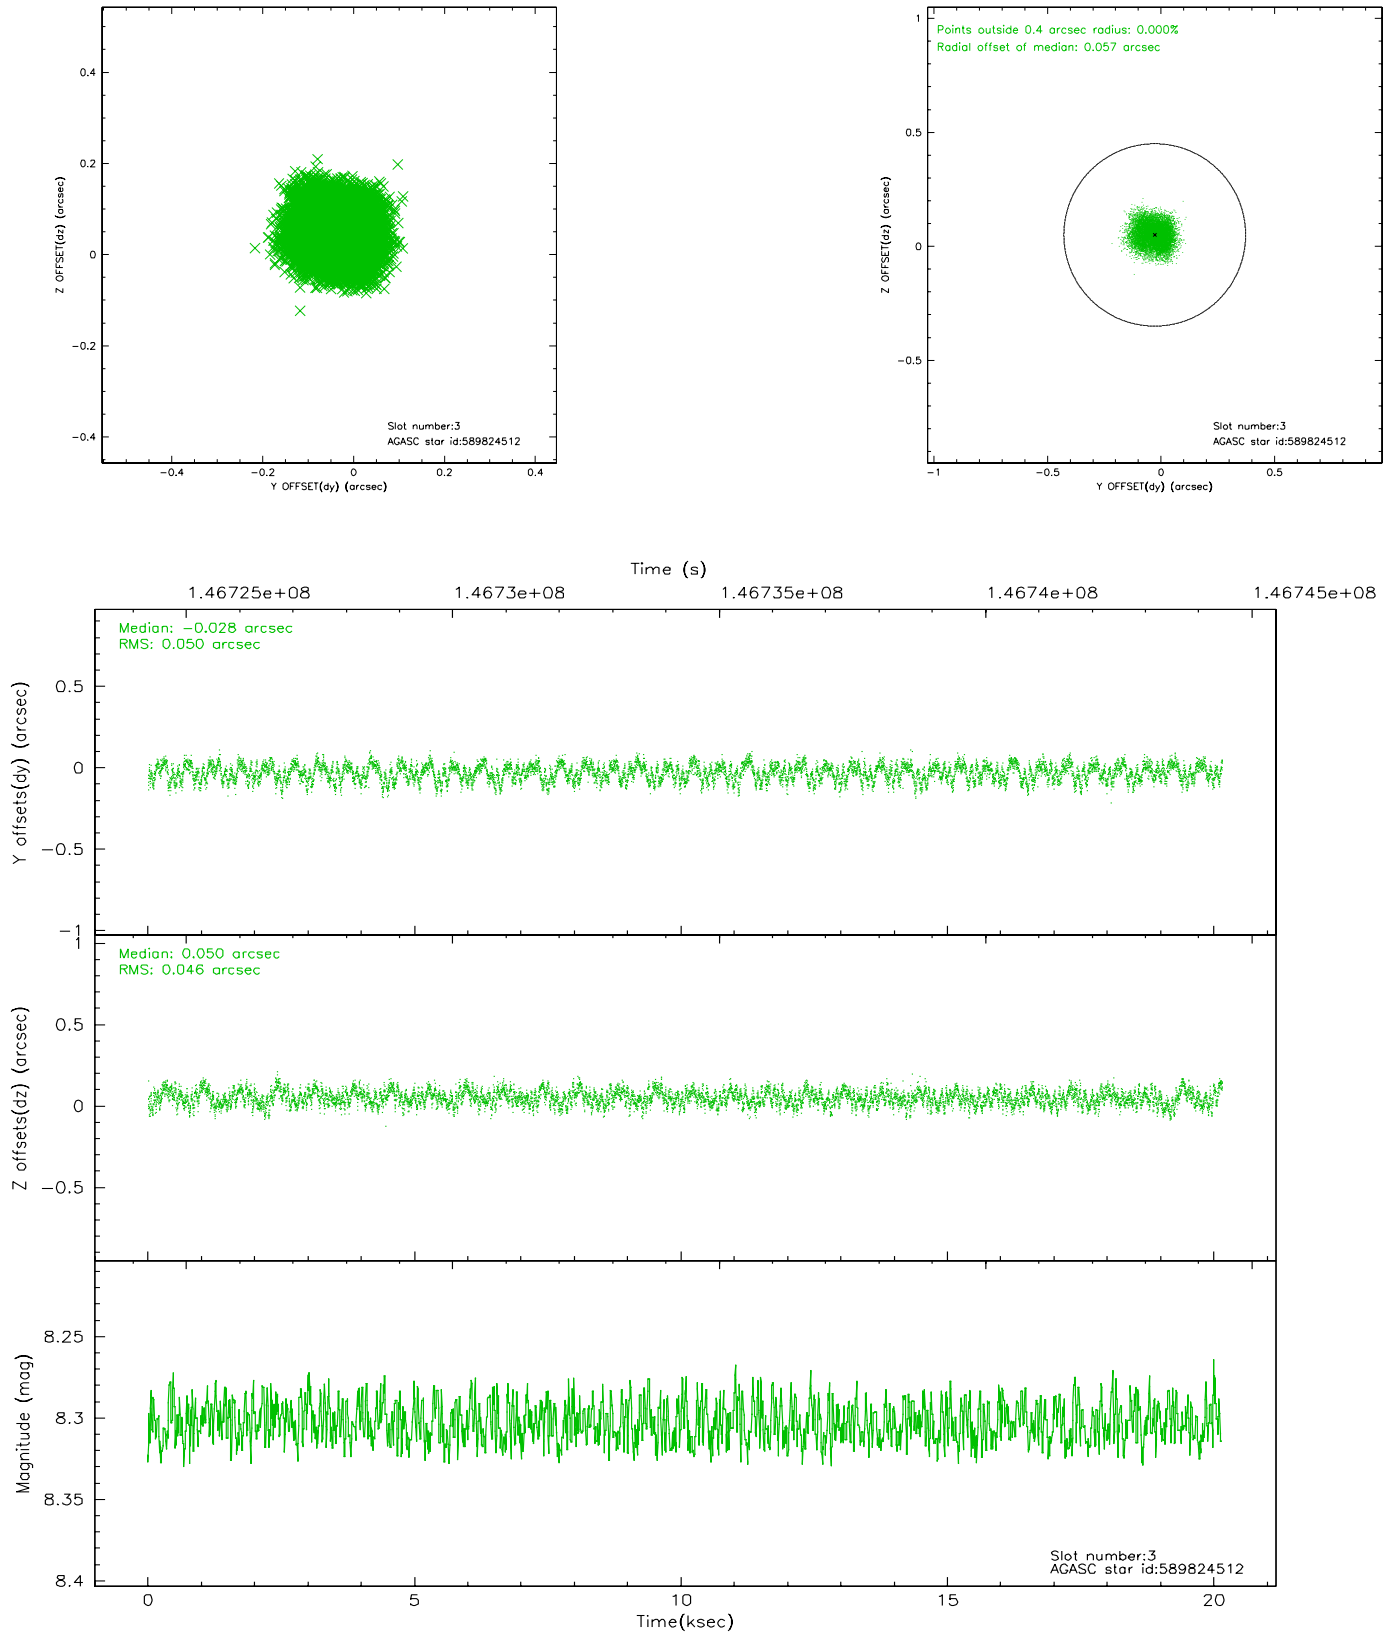 0.4
0.2
0
−0.2
−0.4
Z OFFSET(dz) (arcsec)
Slot number:3
AGASC star id:589824512
−0.4 −0.2 0 0.2 0.4
Y OFFSET(dy) (arcsec)
Points outside 0.4 arcsec radius: 0.000%
Radial offset of median: 0.057 arcsec
1
0.5
0
−0.5
Z OFFSET(dz) (arcsec)
Slot number:3
AGASC star id:589824512
−1 −0.5 0 0.5
Y OFFSET(dy) (arcsec)
Time (s)
1.46725e+08 1.4673e+08 1.46735e+08 1.4674e+08 1.46745e+08
Median: −0.028 arcsec
RMS: 0.050 arcsec
0.5
0
−0.5
−1
Y offsets(dy) (arcsec)
Median: 0.050 arcsec
RMS: 0.046 arcsec
1
0.5
0
−0.5
Z offsets(dz) (arcsec)
8.25
8.3
8.35
8.4
Magnitude (mag)
Slot number:3
AGASC star id:589824512
0 5 10 15 20
Time(ksec)